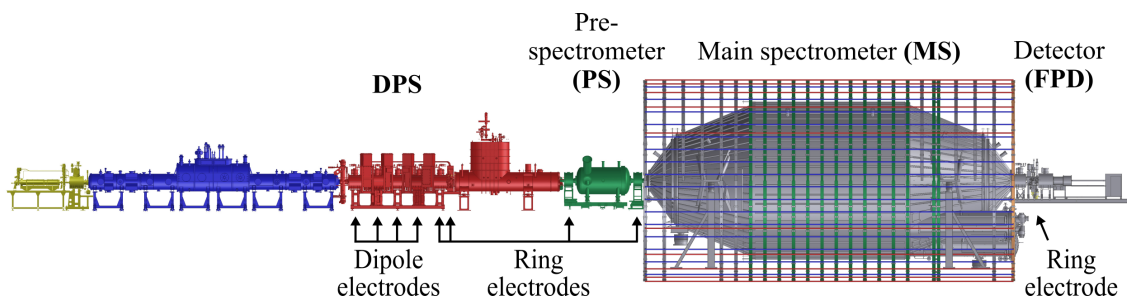 Pre-
spectrometer
(PS)
Main spectrometer (MS)
Detector
(FPD)
DPS
Dipole
electrodes
Ring
electrodes
Ring
electrode